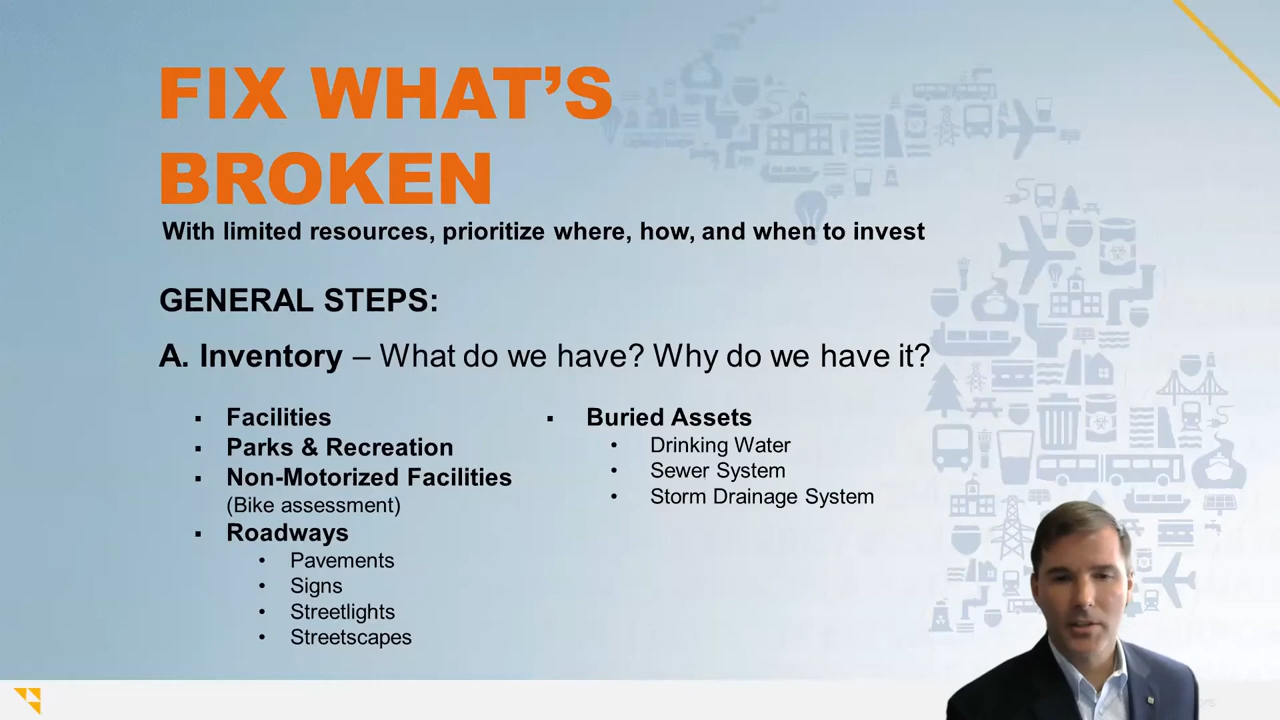 FIX WHAT'S
BROKEN
With limited resources, prioritize where, how, and when to invest
GENERAL STEPS:
A. Inventory – What do we have? Why do we have it?
▪ Facilities
▪ Parks & Recreation
▪ Non-Motorized Facilities
(Bike assessment)
▪ Roadways
• Pavements
• Signs
• Streetlights
• Streetscapes
▪ Buried Assets
• Drinking Water
• Sewer System
• Storm Drainage System